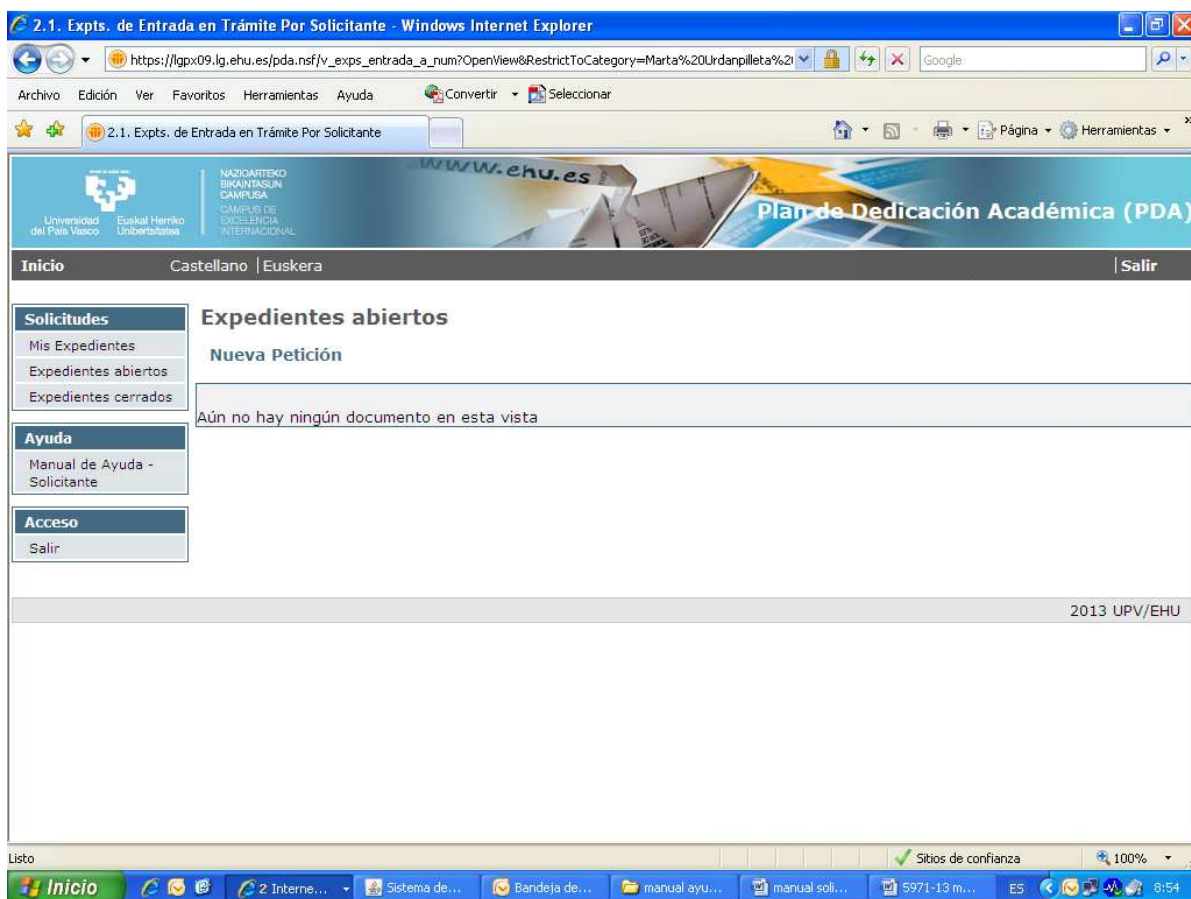 2.1. Expts. de Entrada en Trámite Por Solicitante - Windows Internet Explorer
https://lgpx09.lg.ehu.es/pda.nsf/v_exps_entrada_a_num?OpenView&RestrictToCategory=Marta%20Urdanpilleta%2
Google
Archivo Edición Ver Favoritos Herramientas Ayuda Convertir Seleccionar
2.1. Expts. de Entrada en Trámite Por Solicitante
Página Herramientas
www.ehu.es
NAZIOARTEKO
BIKAINTASUN
CAMPUSA
CAMPUS DE
EXCELENCIA
INTERNACIONAL
Universidad del País Vasco
Euskal Herriko Unibertsitatea
Plan de Dedicación Académica (PDA)
Inicio Castellano |Euskera |Salir
Solicitudes
Mis Expedientes
Expedientes abiertos
Expedientes cerrados
Ayuda
Manual de Ayuda -
Solicitante
Acceso
Salir
Expedientes abiertos
Nueva Petición
Aún no hay ningún documento en esta vista
2013 UPV/EHU
Listo Sitios de confianza 100%
Inicio 2 Interne... Sistema de... Bandeja de... manual ayu... manual soli... 5971-13 m... ES 8:54